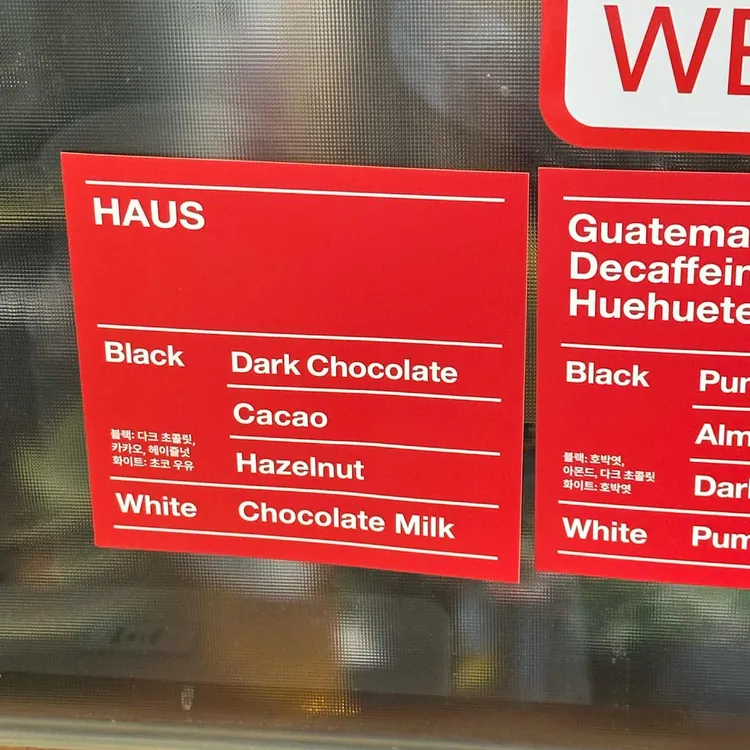 WE
HAUS
Black
Dark Chocolate
Cacao
Hazelnut
블랙: 다크 초콜릿,
카카오, 헤이즐넛
화이트: 초코 우유
White
Chocolate Milk
Guatema
Decaffein
Huehuete
Black
Pum
Alm
Dark
블랙: 호박엿,
아몬드, 다크 초콜릿
화이트: 호박엿
White
Pum